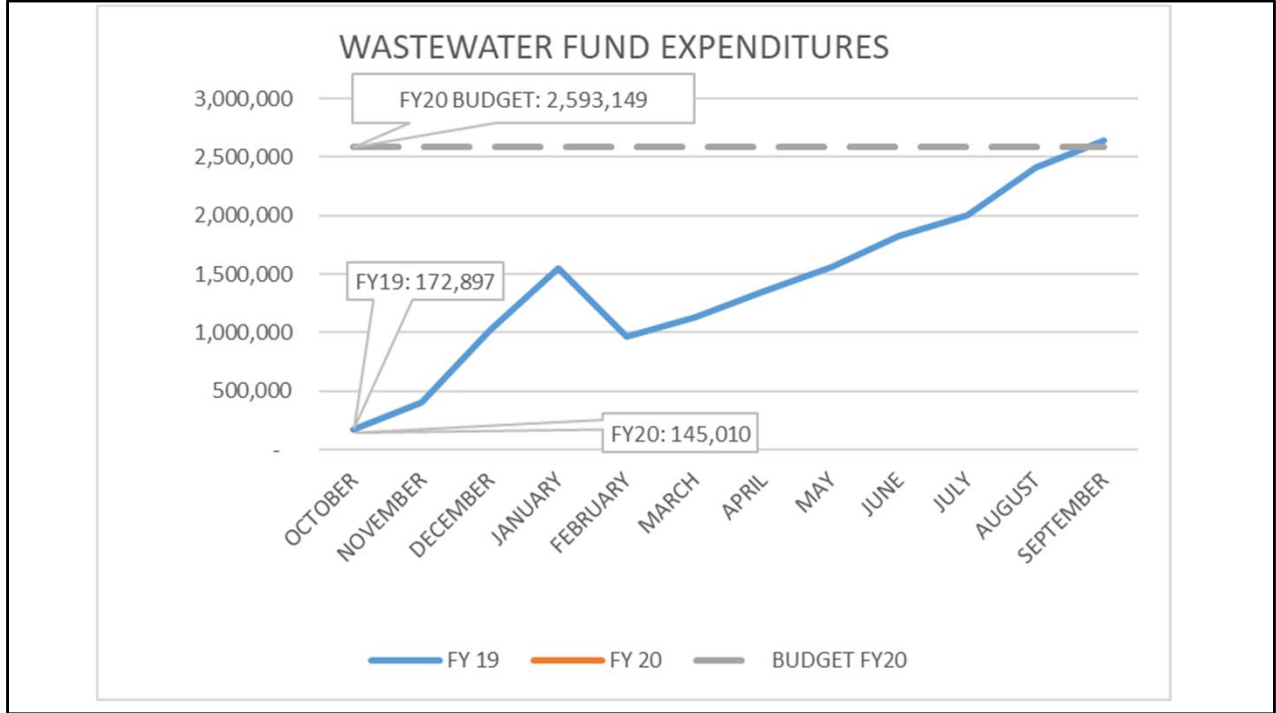 WASTEWATER FUND EXPENDITURES
3,000,000
FY20 BUDGET: 2,593,149
2,500,000
2,000,000
1,500,000
FY19: 172,897
1,000,000
500,000
FY20: 145,010
-
OCTOBER
NOVEMBER
DECEMBER
JANUARY
FEBRUARY
MARCH
APRIL
MAY
JUNE
JULY
AUGUST
SEPTEMBER
FY 19
FY 20
BUDGET FY20